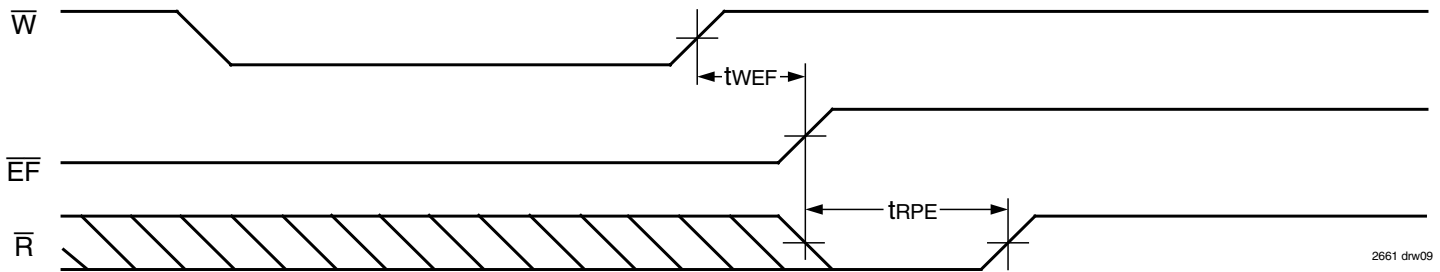 W
tWEF
EF
tRPE
R
2661 drw09